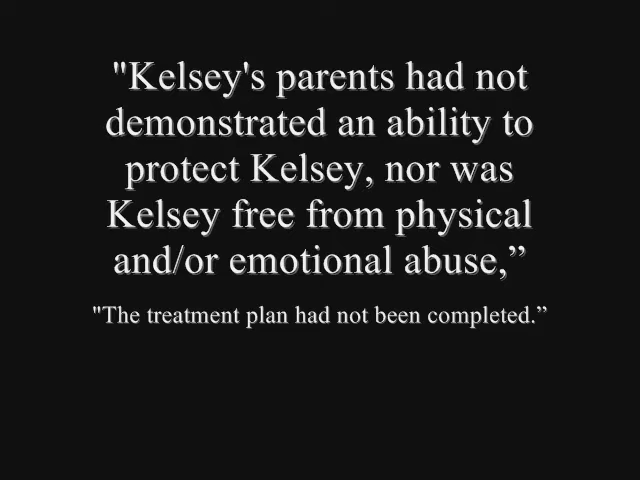 "Kelsey's parents had not
demonstrated an ability to
protect Kelsey, nor was
Kelsey free from physical
and/or emotional abuse,”
"The treatment plan had not been completed.”